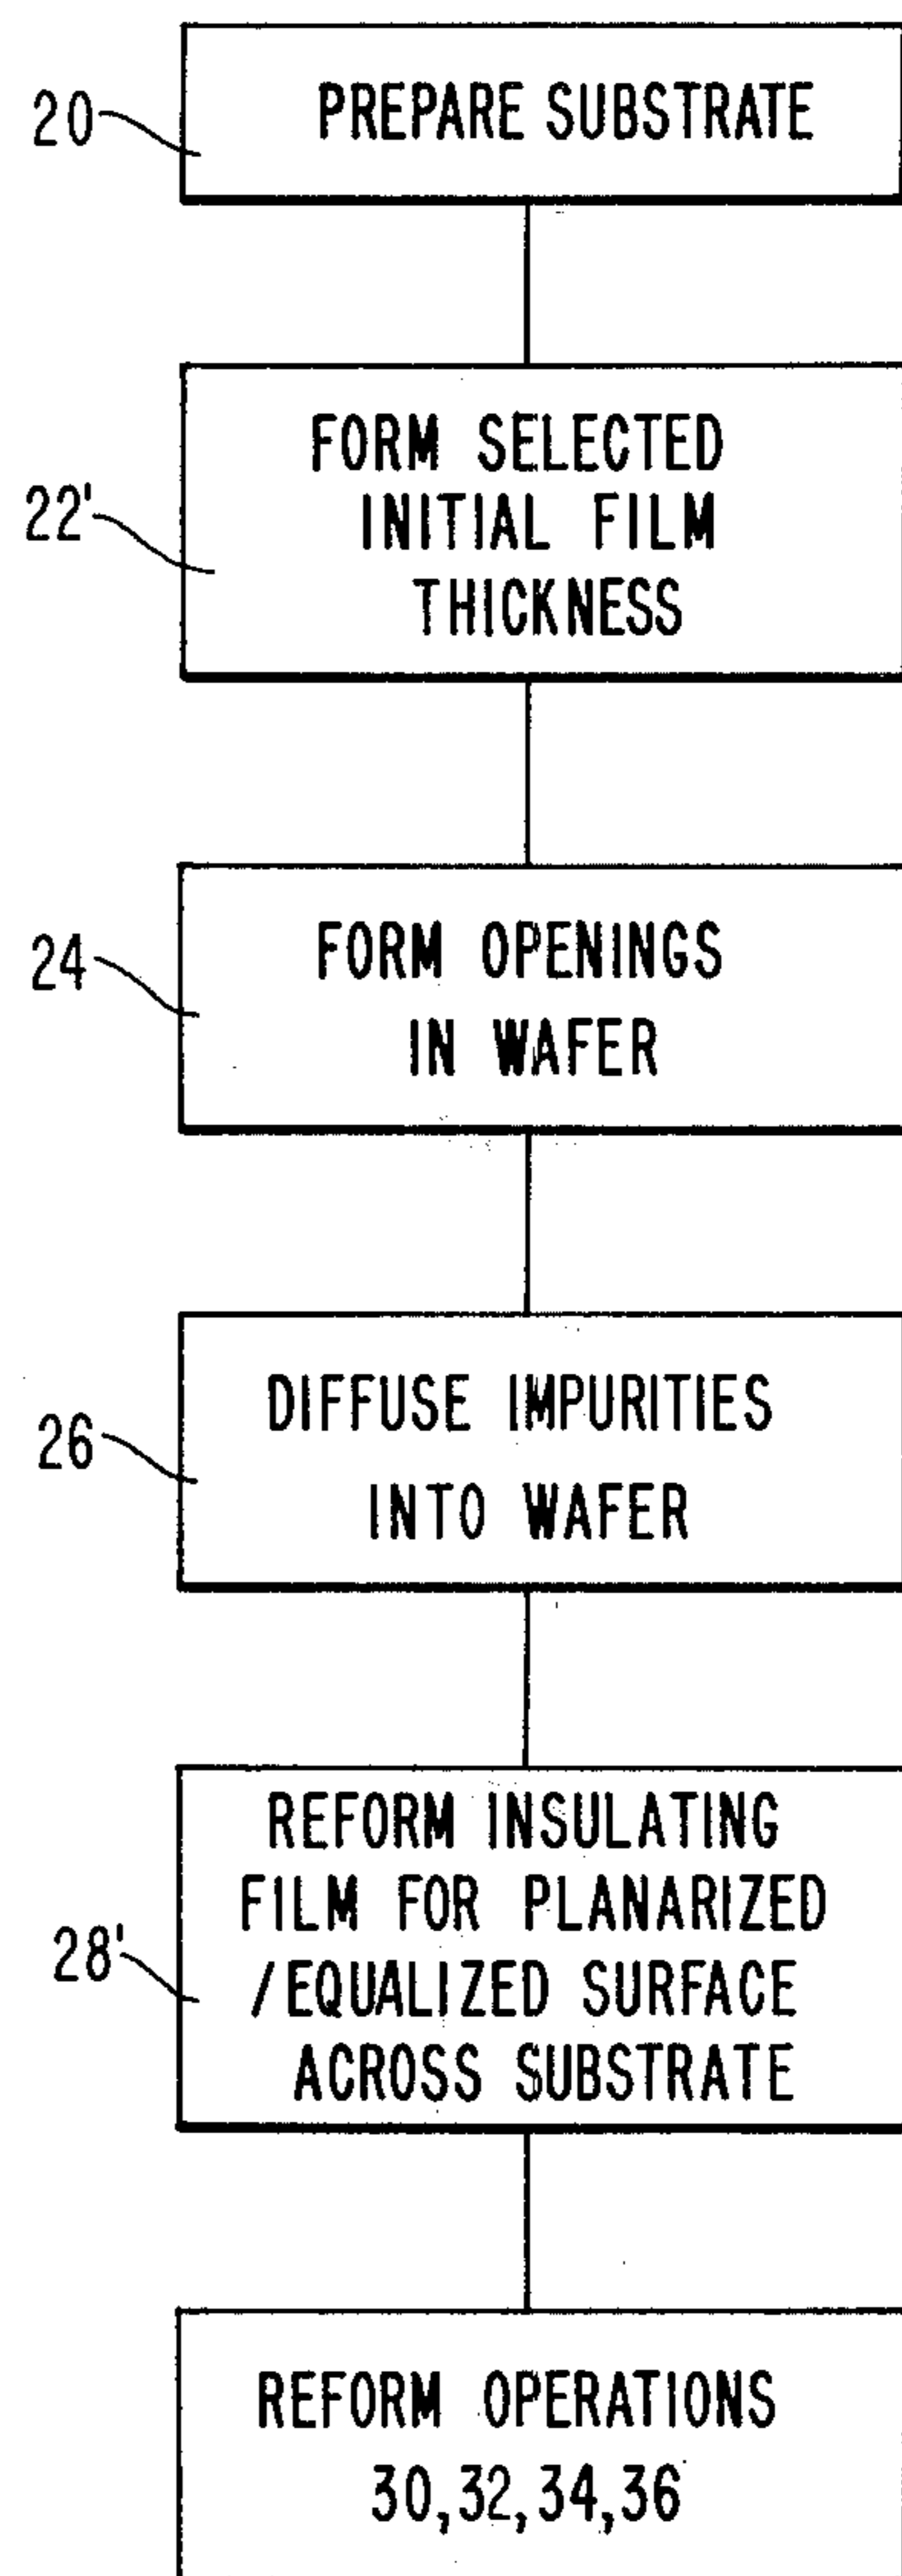 20
PREPARE SUBSTRATE
22'
FORM SELECTED
INITIAL FILM
THICKNESS
24
FORM OPENINGS
IN WAFER
26
DIFFUSE IMPURITIES
INTO WAFER
28'
REFORM INSULATING
FILM FOR PLANARIZED
/EQUALIZED SURFACE
ACROSS SUBSTRATE
REFORM OPERATIONS
30,32,34,36